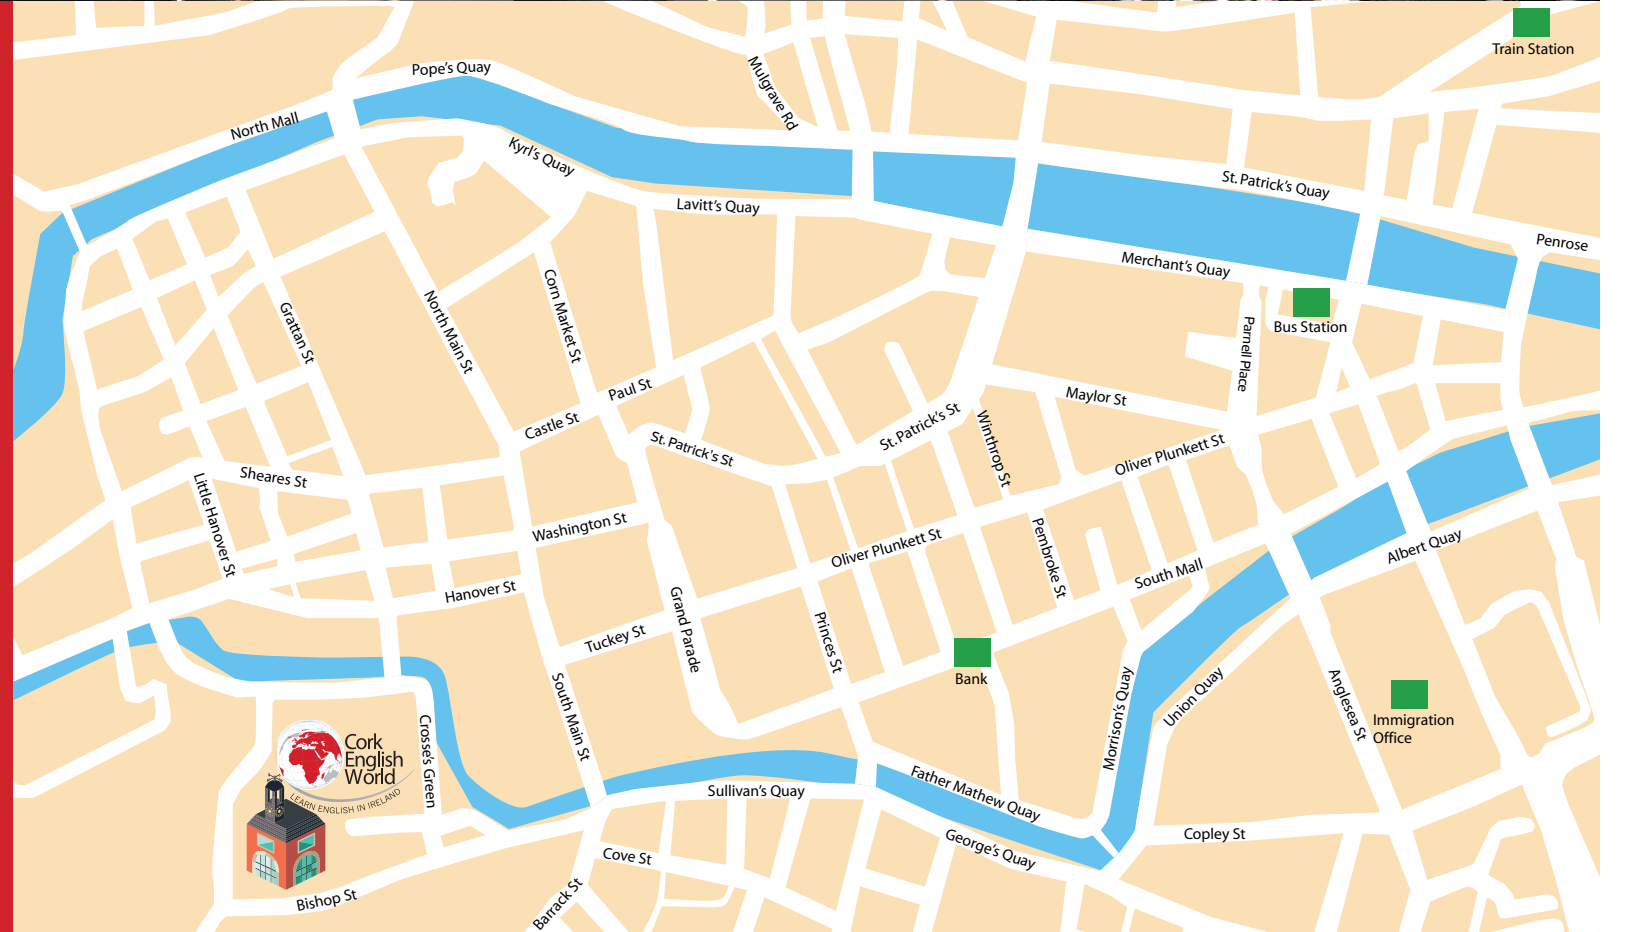 Train Station
Pope's Quay
Mulgrave Rd
North Mall
Kyrl's Quay
St. Patrick's Quay
Lavitt's Quay
Penrose
Merchant's Quay
Corn Market St
North Main St
Grattan St
Parnell Place
Bus Station
Paul St
Maylor St
Castle St
St. Patrick's St
St. Patrick's St
Winthrop St
Oliver Plunkett St
Sheares St
Little Hanover St
Washington St
Oliver Plunkett St
Pembroke St
Albert Quay
South Mall
Hanover St
Grand Parade
Tuckey St
Princes St
Bank
South Main St
Morrison's Quay
Union Quay
Anglesea St
Immigration
Office
Crosse's Green
Cork
English
World
LEARN ENGLISH IN IRELAND
Sullivan's Quay
Father Mathew Quay
George's Quay
Copley St
Cove St
Barrack St
Bishop St